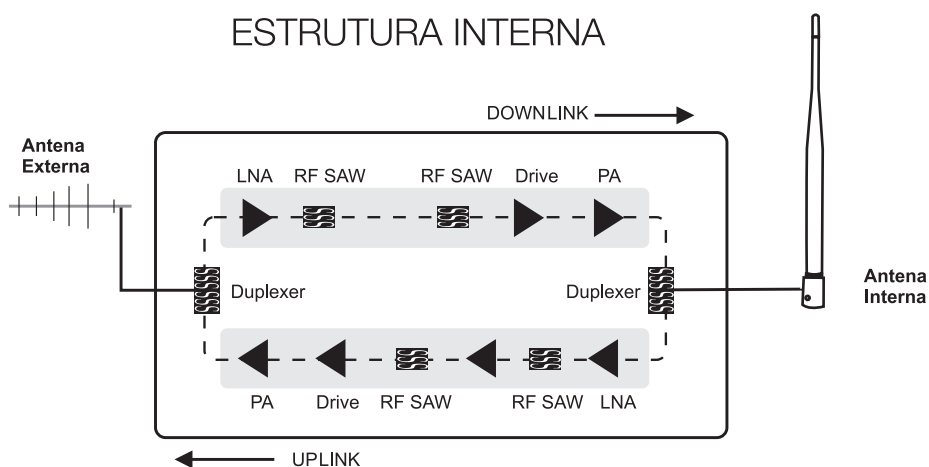 ESTRUTURA INTERNA
DOWNLINK
Antena
Externa
LNA RF SAW RF SAW Drive PA
Duplexer Duplexer
Antena
Interna
PA Drive RF SAW RF SAW LNA
UPLINK